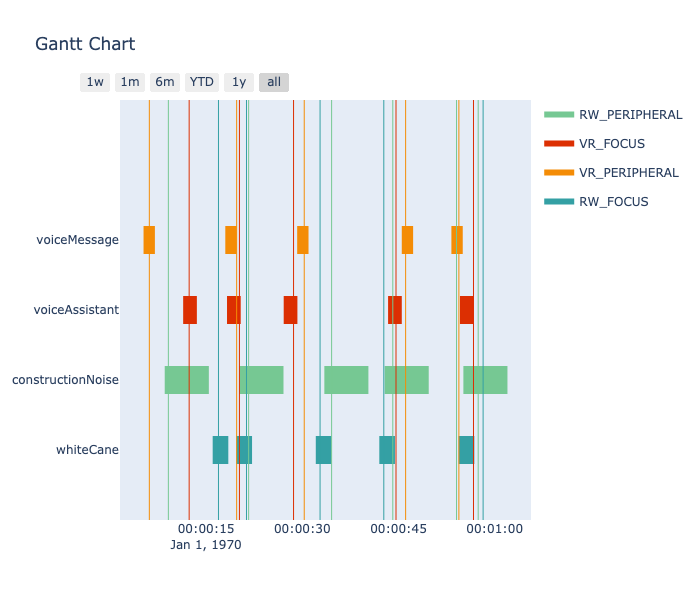 Gantt Chart
1w 1m 6m YTD 1y all
RW_PERIPHERAL
VR_FOCUS
VR_PERIPHERAL
RW_FOCUS
voiceMessage
voiceAssistant
constructionNoise
whiteCane
00:00:15 00:00:30 00:00:45 00:01:00
Jan 1, 1970